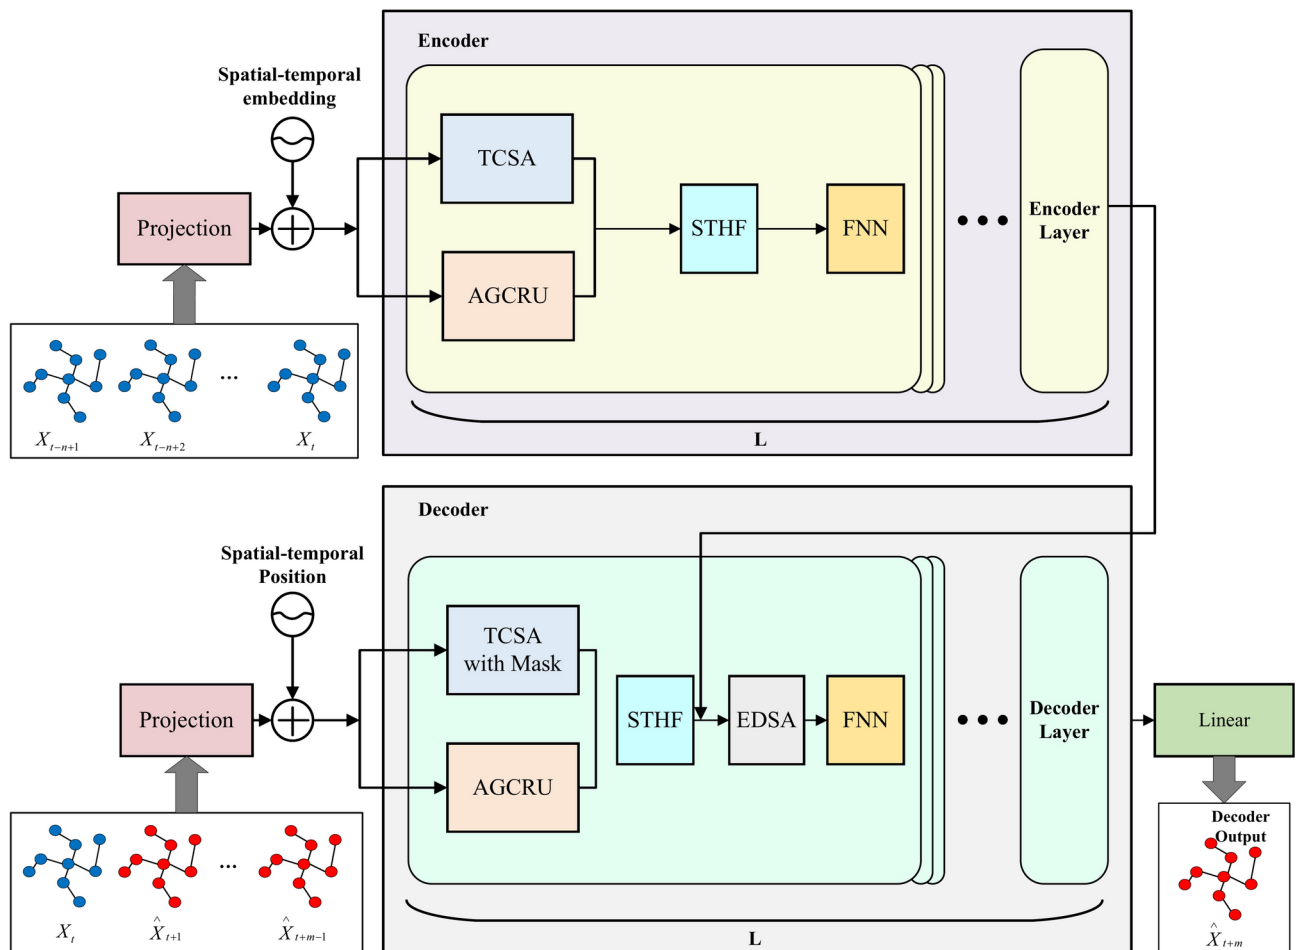 Encoder
Spatial-temporal
embedding
TCSA
Projection
STHF
FNN
Encoder
Layer
AGCRU
...
X_{t-n+1}
X_{t-n+2}
X_t
L
Decoder
Spatial-temporal
Position
TCSA
with Mask
Projection
STHF
EDSA
FNN
Decoder
Layer
Linear
AGCRU
...
Decoder
Output
X_t
X̂_{t+1}
X̂_{t+m-1}
X̂_{t+m}
L